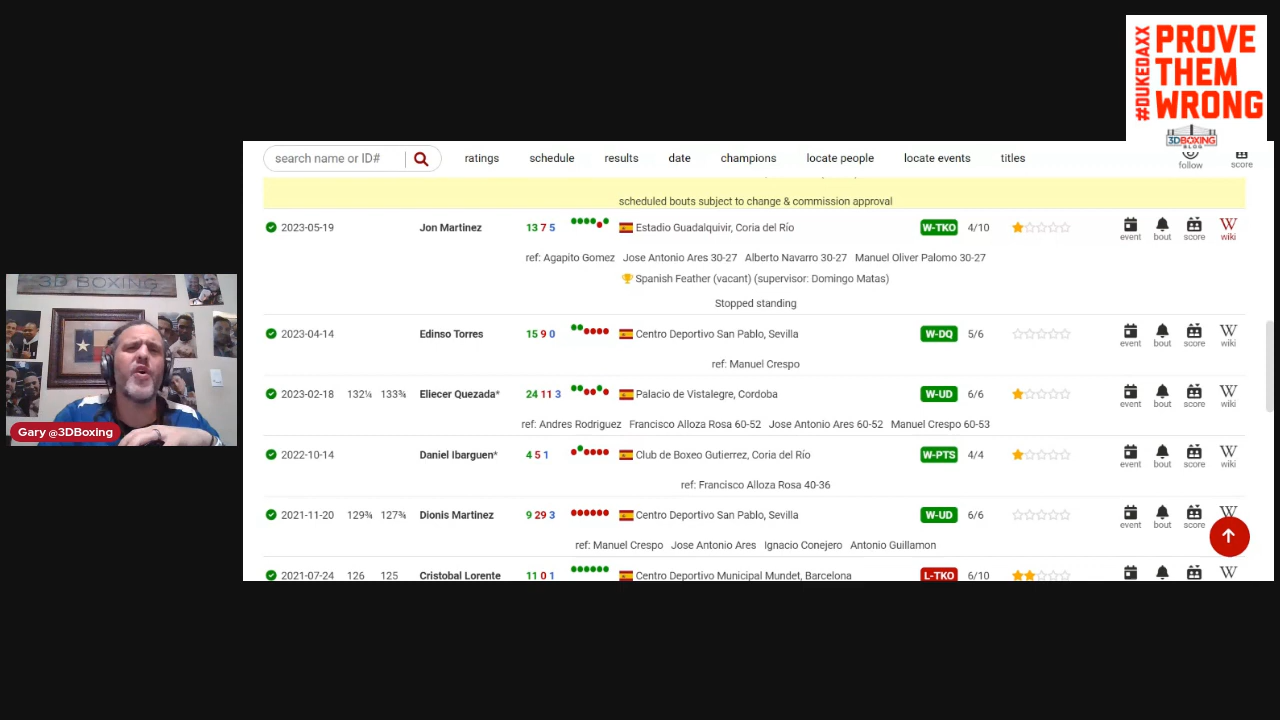 #DUKEDAXX
PROVE
THEM
WRONG
3DBOXING
BLOG
search name or ID# ratings schedule results date champions locate people locate events titles
follow score
scheduled bouts subject to change & commission approval
2023-05-19 Jon Martinez 13 7 5 Estadio Guadalquivir, Coria del Río W-TKO 4/10
event bout score wiki
ref: Agapito Gomez Jose Antonio Ares 30-27 Alberto Navarro 30-27 Manuel Oliver Palomo 30-27
Spanish Feather (vacant) (supervisor: Domingo Matas)
Stopped standing
2023-04-14 Edinso Torres 15 9 0 Centro Deportivo San Pablo, Sevilla W-DQ 5/6
event bout score wiki
ref: Manuel Crespo
2023-02-18 132¼ 133¾ Eliecer Quezada* 24 11 3 Palacio de Vistalegre, Cordoba W-UD 6/6
event bout score wiki
ref: Andres Rodriguez Francisco Alloza Rosa 60-52 Jose Antonio Ares 60-52 Manuel Crespo 60-53
2022-10-14 Daniel Ibarguen* 4 5 1 Club de Boxeo Gutierrez, Coria del Río W-PTS 4/4
event bout score wiki
ref: Francisco Alloza Rosa 40-36
2021-11-20 129¾ 127¾ Dionis Martinez 9 29 3 Centro Deportivo San Pablo, Sevilla W-UD 6/6
event bout score
ref: Manuel Crespo Jose Antonio Ares Ignacio Conejero Antonio Guillamon
2021-07-24 126 125 Cristobal Lorente 11 0 1 Centro Deportivo Municipal Mundet, Barcelona L-TKO 6/10
3D BOXING
Gary @3DBoxing